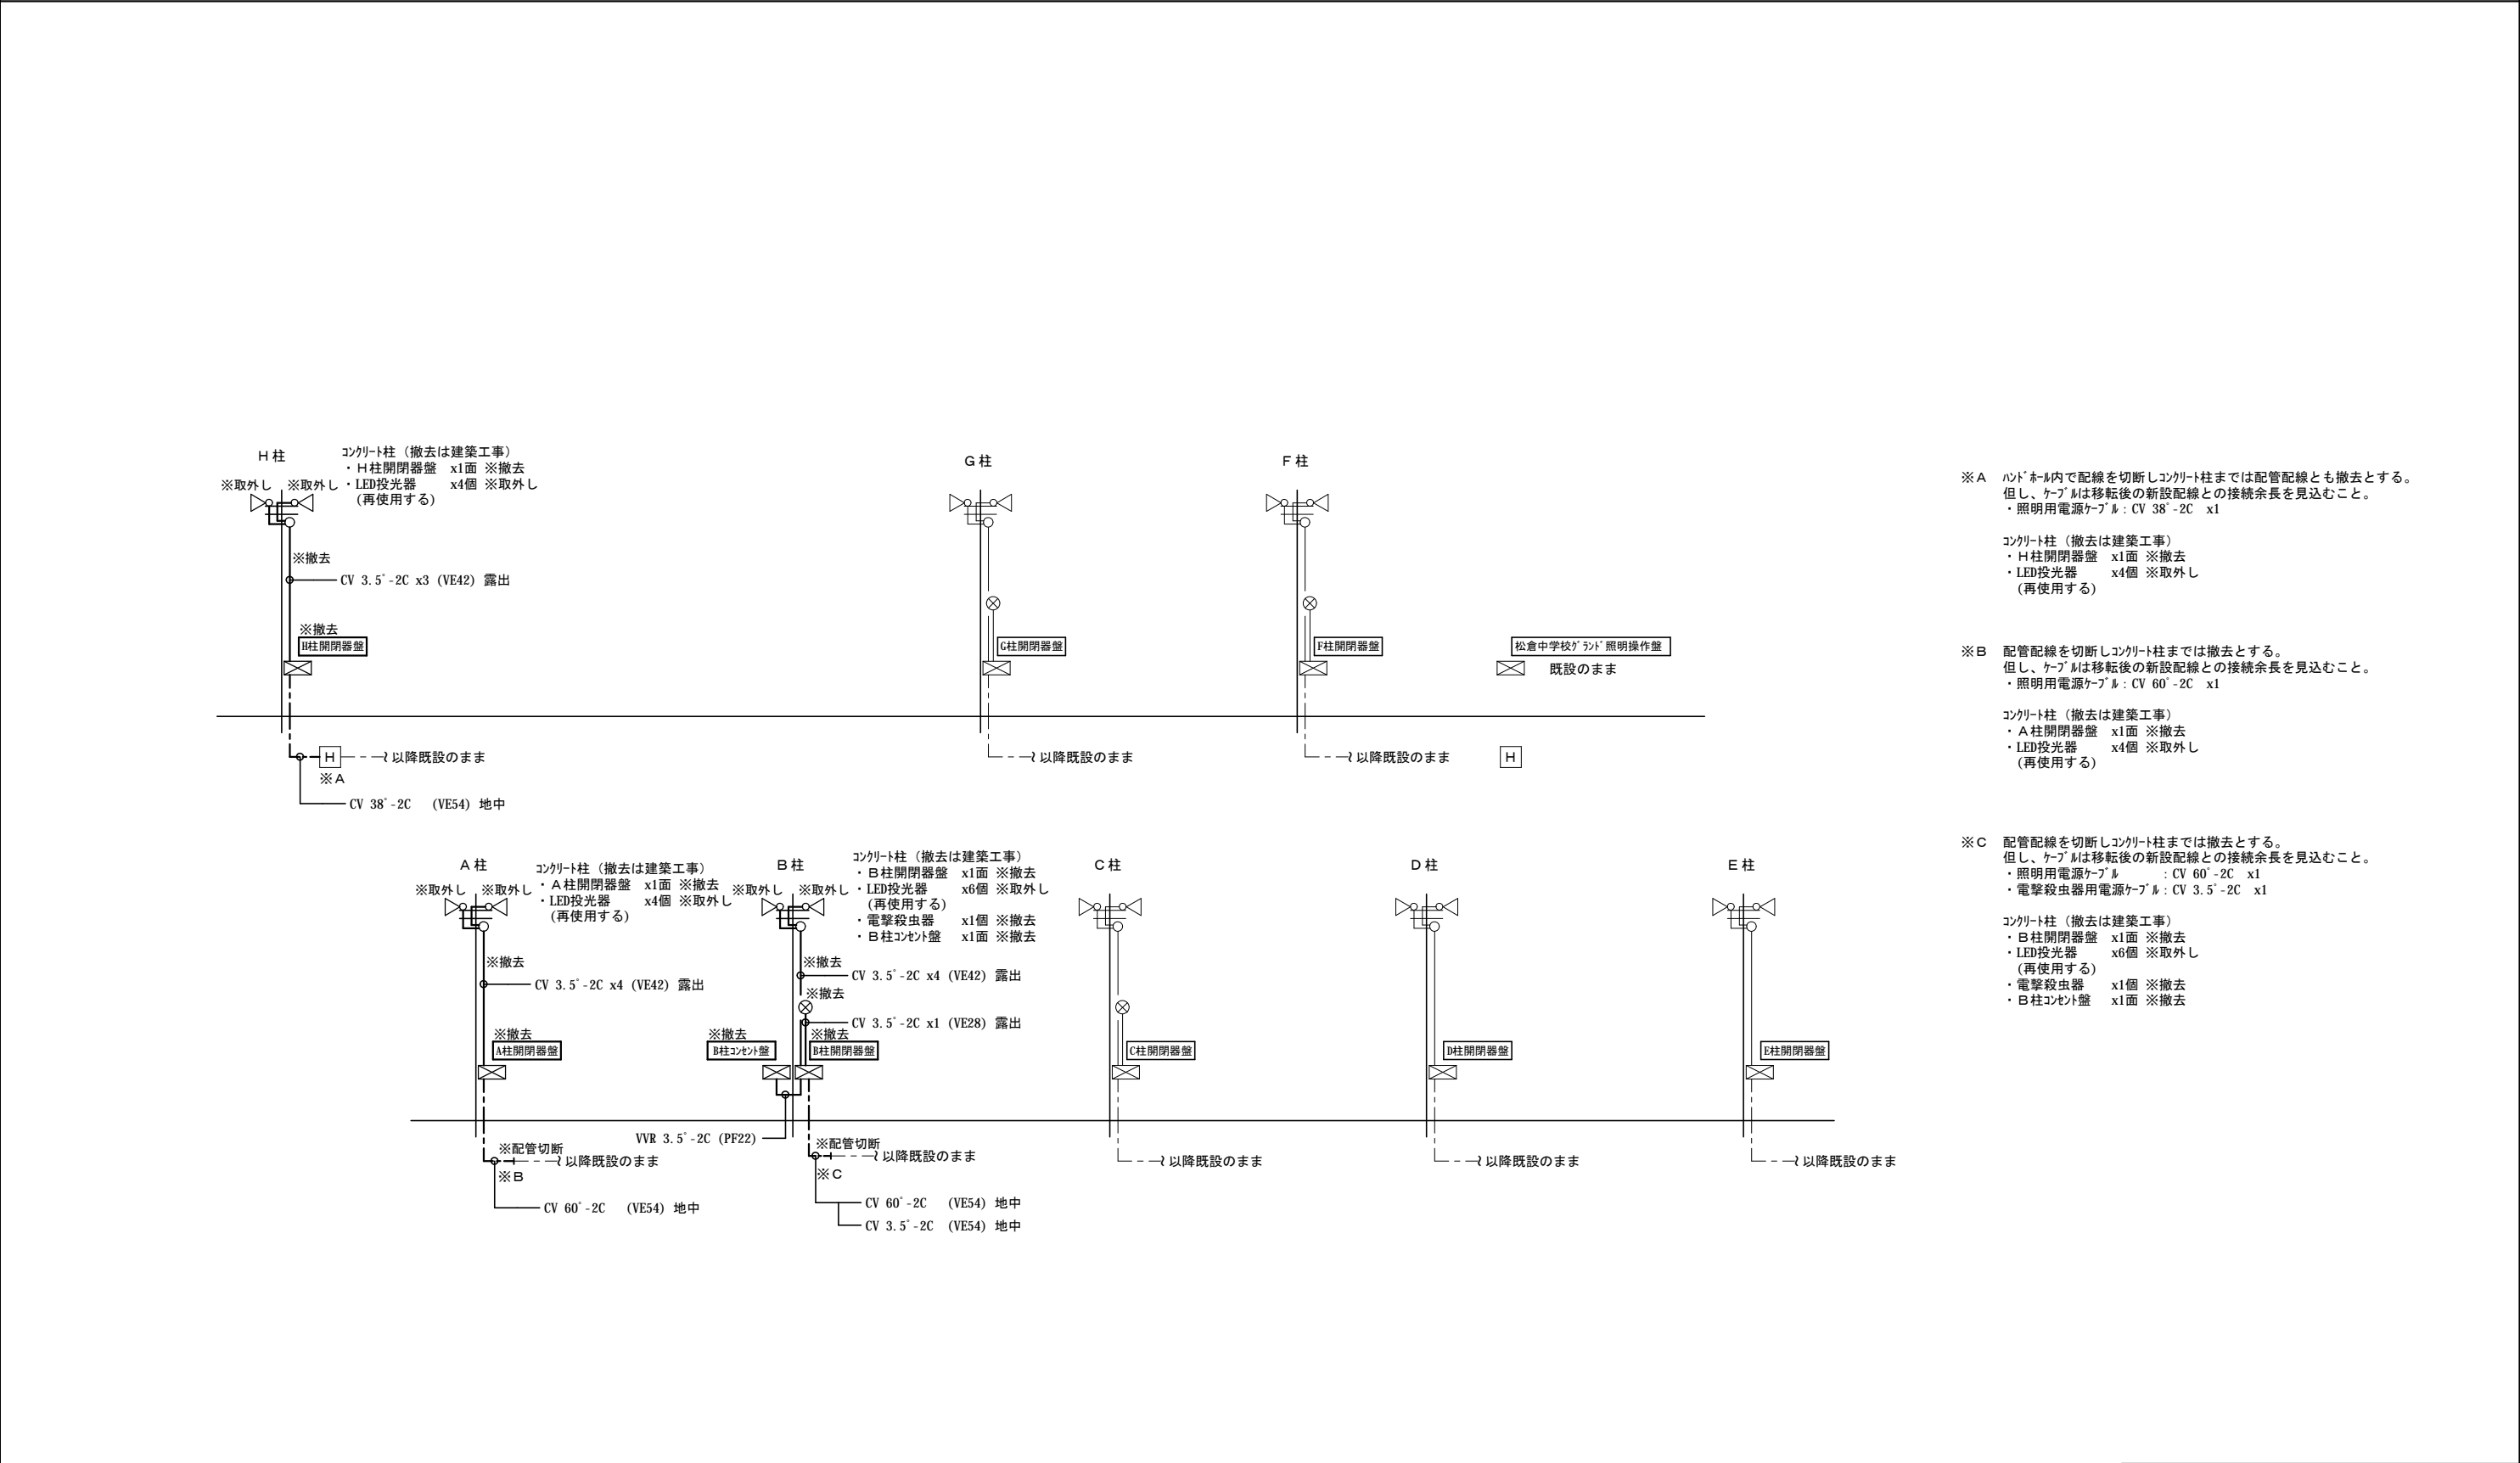 H柱
※取外し ※取外し
コンクリート柱（撤去は建築工事）
・H柱開閉器盤 x1面 ※撤去
・LED投光器 x4個 ※取外し
(再使用する)
※撤去
CV 3.5ﾟ-2C x3 (VE42) 露出
※撤去
H柱開閉器盤
H
以降既設のまま
※A
CV 38ﾟ-2C (VE54) 地中
G柱
G柱開閉器盤
以降既設のまま
F柱
F柱開閉器盤
以降既設のまま
松倉中学校グランド照明操作盤
既設のまま
H
A柱
※取外し ※取外し
コンクリート柱（撤去は建築工事）
・A柱開閉器盤 x1面 ※撤去
・LED投光器 x4個 ※取外し
(再使用する)
※撤去
CV 3.5ﾟ-2C x4 (VE42) 露出
※撤去
A柱開閉器盤
※配管切断
以降既設のまま
※B
CV 60ﾟ-2C (VE54) 地中
B柱
※取外し ※取外し
コンクリート柱（撤去は建築工事）
・B柱開閉器盤 x1面 ※撤去
・LED投光器 x6個 ※取外し
(再使用する)
・電撃殺虫器 x1個 ※撤去
・B柱コンセント盤 x1面 ※撤去
※撤去
CV 3.5ﾟ-2C x4 (VE42) 露出
※撤去
CV 3.5ﾟ-2C x1 (VE28) 露出
※撤去 ※撤去
B柱コンセント盤 B柱開閉器盤
VVR 3.5ﾟ-2C (PF22)
※配管切断
以降既設のまま
※C
CV 60ﾟ-2C (VE54) 地中
CV 3.5ﾟ-2C (VE54) 地中
C柱
C柱開閉器盤
以降既設のまま
D柱
D柱開閉器盤
以降既設のまま
E柱
E柱開閉器盤
以降既設のまま
※A ハンドホール内で配線を切断しコンクリート柱までは配管配線とも撤去とする。
但し、ケーブルは移転後の新設配線との接続余長を見込むこと。
・照明用電源ケーブル：CV 38ﾟ-2C x1
コンクリート柱（撤去は建築工事）
・H柱開閉器盤 x1面 ※撤去
・LED投光器 x4個 ※取外し
(再使用する)
※B 配管配線を切断しコンクリート柱までは撤去とする。
但し、ケーブルは移転後の新設配線との接続余長を見込むこと。
・照明用電源ケーブル：CV 60ﾟ-2C x1
コンクリート柱（撤去は建築工事）
・A柱開閉器盤 x1面 ※撤去
・LED投光器 x4個 ※取外し
(再使用する)
※C 配管配線を切断しコンクリート柱までは撤去とする。
但し、ケーブルは移転後の新設配線との接続余長を見込むこと。
・照明用電源ケーブル ：CV 60ﾟ-2C x1
・電撃殺虫器用電源ケーブル：CV 3.5ﾟ-2C x1
コンクリート柱（撤去は建築工事）
・B柱開閉器盤 x1面 ※撤去
・LED投光器 x6個 ※取外し
(再使用する)
・電撃殺虫器 x1個 ※撤去
・B柱コンセント盤 x1面 ※撤去